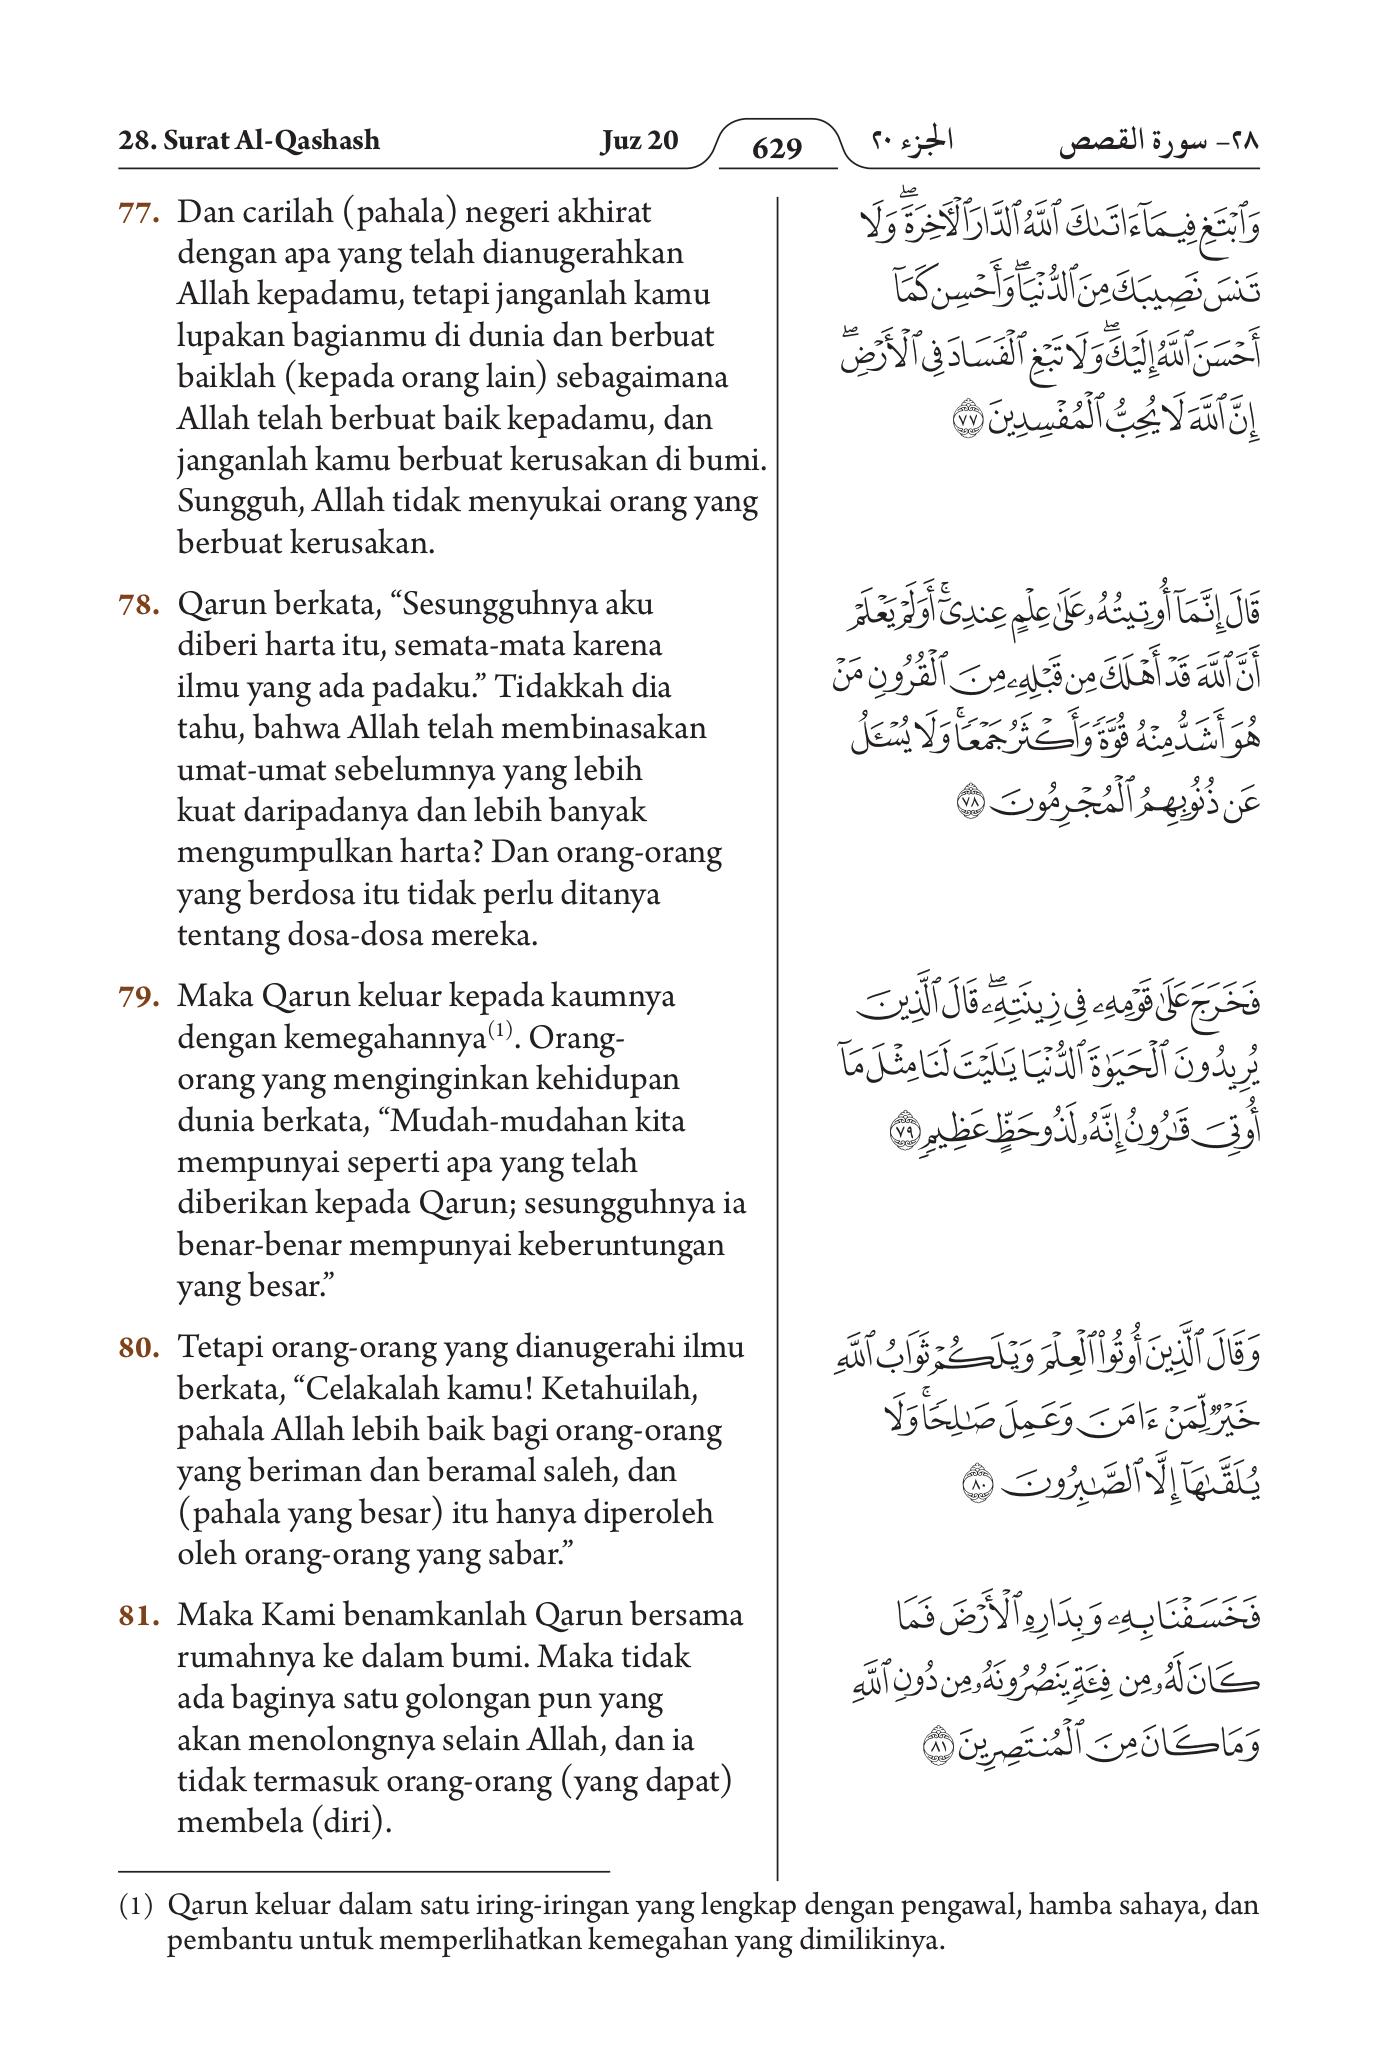 28. Surat Al-Qashash
Juz 20
629
الجزء ٢٠
٢٨- سورة القصص
77. Dan carilah (pahala) negeri akhirat
dengan apa yang telah dianugerahkan
Allah kepadamu, tetapi janganlah kamu
lupakan bagianmu di dunia dan berbuat
baiklah (kepada orang lain) sebagaimana
Allah telah berbuat baik kepadamu, dan
janganlah kamu berbuat kerusakan di bumi.
Sungguh, Allah tidak menyukai orang yang
berbuat kerusakan.
وَٱبْتَغِ فِيمَآ ءَاتَىٰكَ ٱللَّهُ ٱلدَّارَ ٱلْأَخِرَةَ ۖ وَلَا
تَنسَ نَصِيبَكَ مِنَ ٱلدُّنْيَا ۖ وَأَحْسِن كَمَآ
أَحْسَنَ ٱللَّهُ إِلَيْكَ ۖ وَلَا تَبْغِ ٱلْفَسَادَ فِى ٱلْأَرْضِ ۖ
إِنَّ ٱللَّهَ لَا يُحِبُّ ٱلْمُفْسِدِينَ ٧٧
78. Qarun berkata, “Sesungguhnya aku
diberi harta itu, semata-mata karena
ilmu yang ada padaku.” Tidakkah dia
tahu, bahwa Allah telah membinasakan
umat-umat sebelumnya yang lebih
kuat daripadanya dan lebih banyak
mengumpulkan harta? Dan orang-orang
yang berdosa itu tidak perlu ditanya
tentang dosa-dosa mereka.
قَالَ إِنَّمَآ أُوتِيتُهُۥ عَلَىٰ عِلْمٍ عِندِىٓ ۚ أَوَلَمْ يَعْلَمْ
أَنَّ ٱللَّهَ قَدْ أَهْلَكَ مِن قَبْلِهِۦ مِنَ ٱلْقُرُونِ مَنْ
هُوَ أَشَدُّ مِنْهُ قُوَّةً وَأَكْثَرُ جَمْعًا ۚ وَلَا يُسْـَٔلُ
عَن ذُنُوبِهِمُ ٱلْمُجْرِمُونَ ٧٨
79. Maka Qarun keluar kepada kaumnya
dengan kemegahannya(1). Orang-
orang yang menginginkan kehidupan
dunia berkata, “Mudah-mudahan kita
mempunyai seperti apa yang telah
diberikan kepada Qarun; sesungguhnya ia
benar-benar mempunyai keberuntungan
yang besar.”
فَخَرَجَ عَلَىٰ قَوْمِهِۦ فِى زِينَتِهِۦ ۖ قَالَ ٱلَّذِينَ
يُرِيدُونَ ٱلْحَيَوٰةَ ٱلدُّنْيَا يَـٰلَيْتَ لَنَا مِثْلَ مَآ
أُوتِىَ قَـٰرُونُ إِنَّهُۥ لَذُو حَظٍّ عَظِيمٍ ٧٩
80. Tetapi orang-orang yang dianugerahi ilmu
berkata, “Celakalah kamu! Ketahuilah,
pahala Allah lebih baik bagi orang-orang
yang beriman dan beramal saleh, dan
(pahala yang besar) itu hanya diperoleh
oleh orang-orang yang sabar.”
وَقَالَ ٱلَّذِينَ أُوتُوا۟ ٱلْعِلْمَ وَيْلَكُمْ ثَوَابُ ٱللَّهِ
خَيْرٌ لِّمَنْ ءَامَنَ وَعَمِلَ صَـٰلِحًا ۚ وَلَا
يُلَقَّىٰهَآ إِلَّا ٱلصَّـٰبِرُونَ ٨٠
81. Maka Kami benamkanlah Qarun bersama
rumahnya ke dalam bumi. Maka tidak
ada baginya satu golongan pun yang
akan menolongnya selain Allah, dan ia
tidak termasuk orang-orang (yang dapat)
membela (diri).
فَخَسَفْنَا بِهِۦ وَبِدَارِهِ ٱلْأَرْضَ فَمَا
كَانَ لَهُۥ مِن فِئَةٍ يَنصُرُونَهُۥ مِن دُونِ ٱللَّهِ
وَمَا كَانَ مِنَ ٱلْمُنتَصِرِينَ ٨١
(1) Qarun keluar dalam satu iring-iringan yang lengkap dengan pengawal, hamba sahaya, dan
pembantu untuk memperlihatkan kemegahan yang dimilikinya.